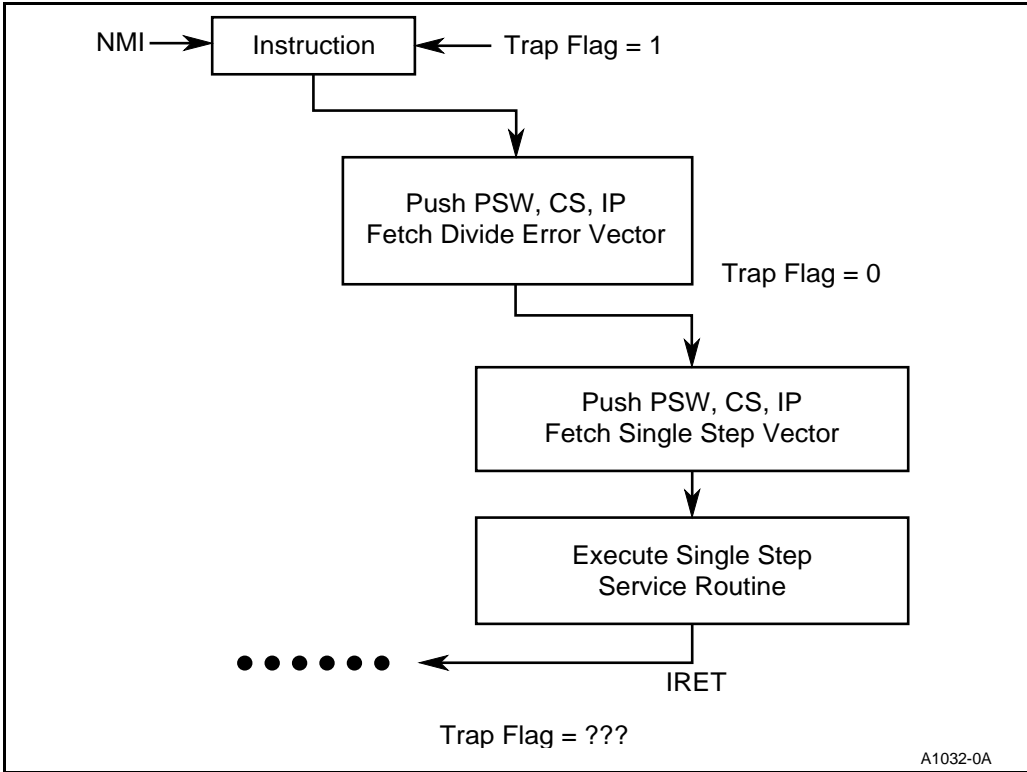 NMI
Instruction
Trap Flag = 1
Push PSW, CS, IP
Fetch Divide Error Vector
Trap Flag = 0
Push PSW, CS, IP
Fetch Single Step Vector
Execute Single Step
Service Routine
IRET
Trap Flag = ???
A1032-0A